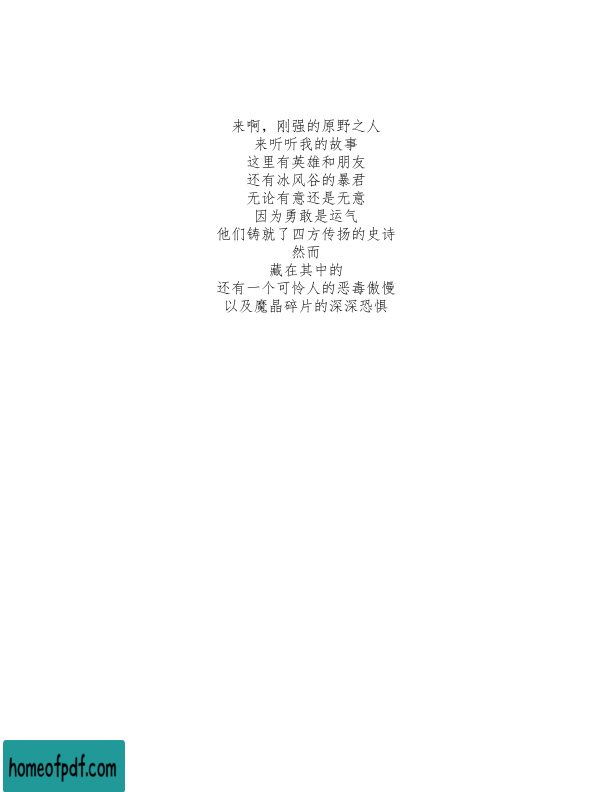 来啊，刚强的原野之人
来听听我的故事
这里有英雄和朋友
还有冰风谷的暴君
无论有意还是无意
因为勇敢是运气
他们铸就了四方传扬的史诗
然而
藏在其中的
还有一个可怜人的恶毒傲慢
以及魔晶碎片的深深恐惧
homeofpdf.com